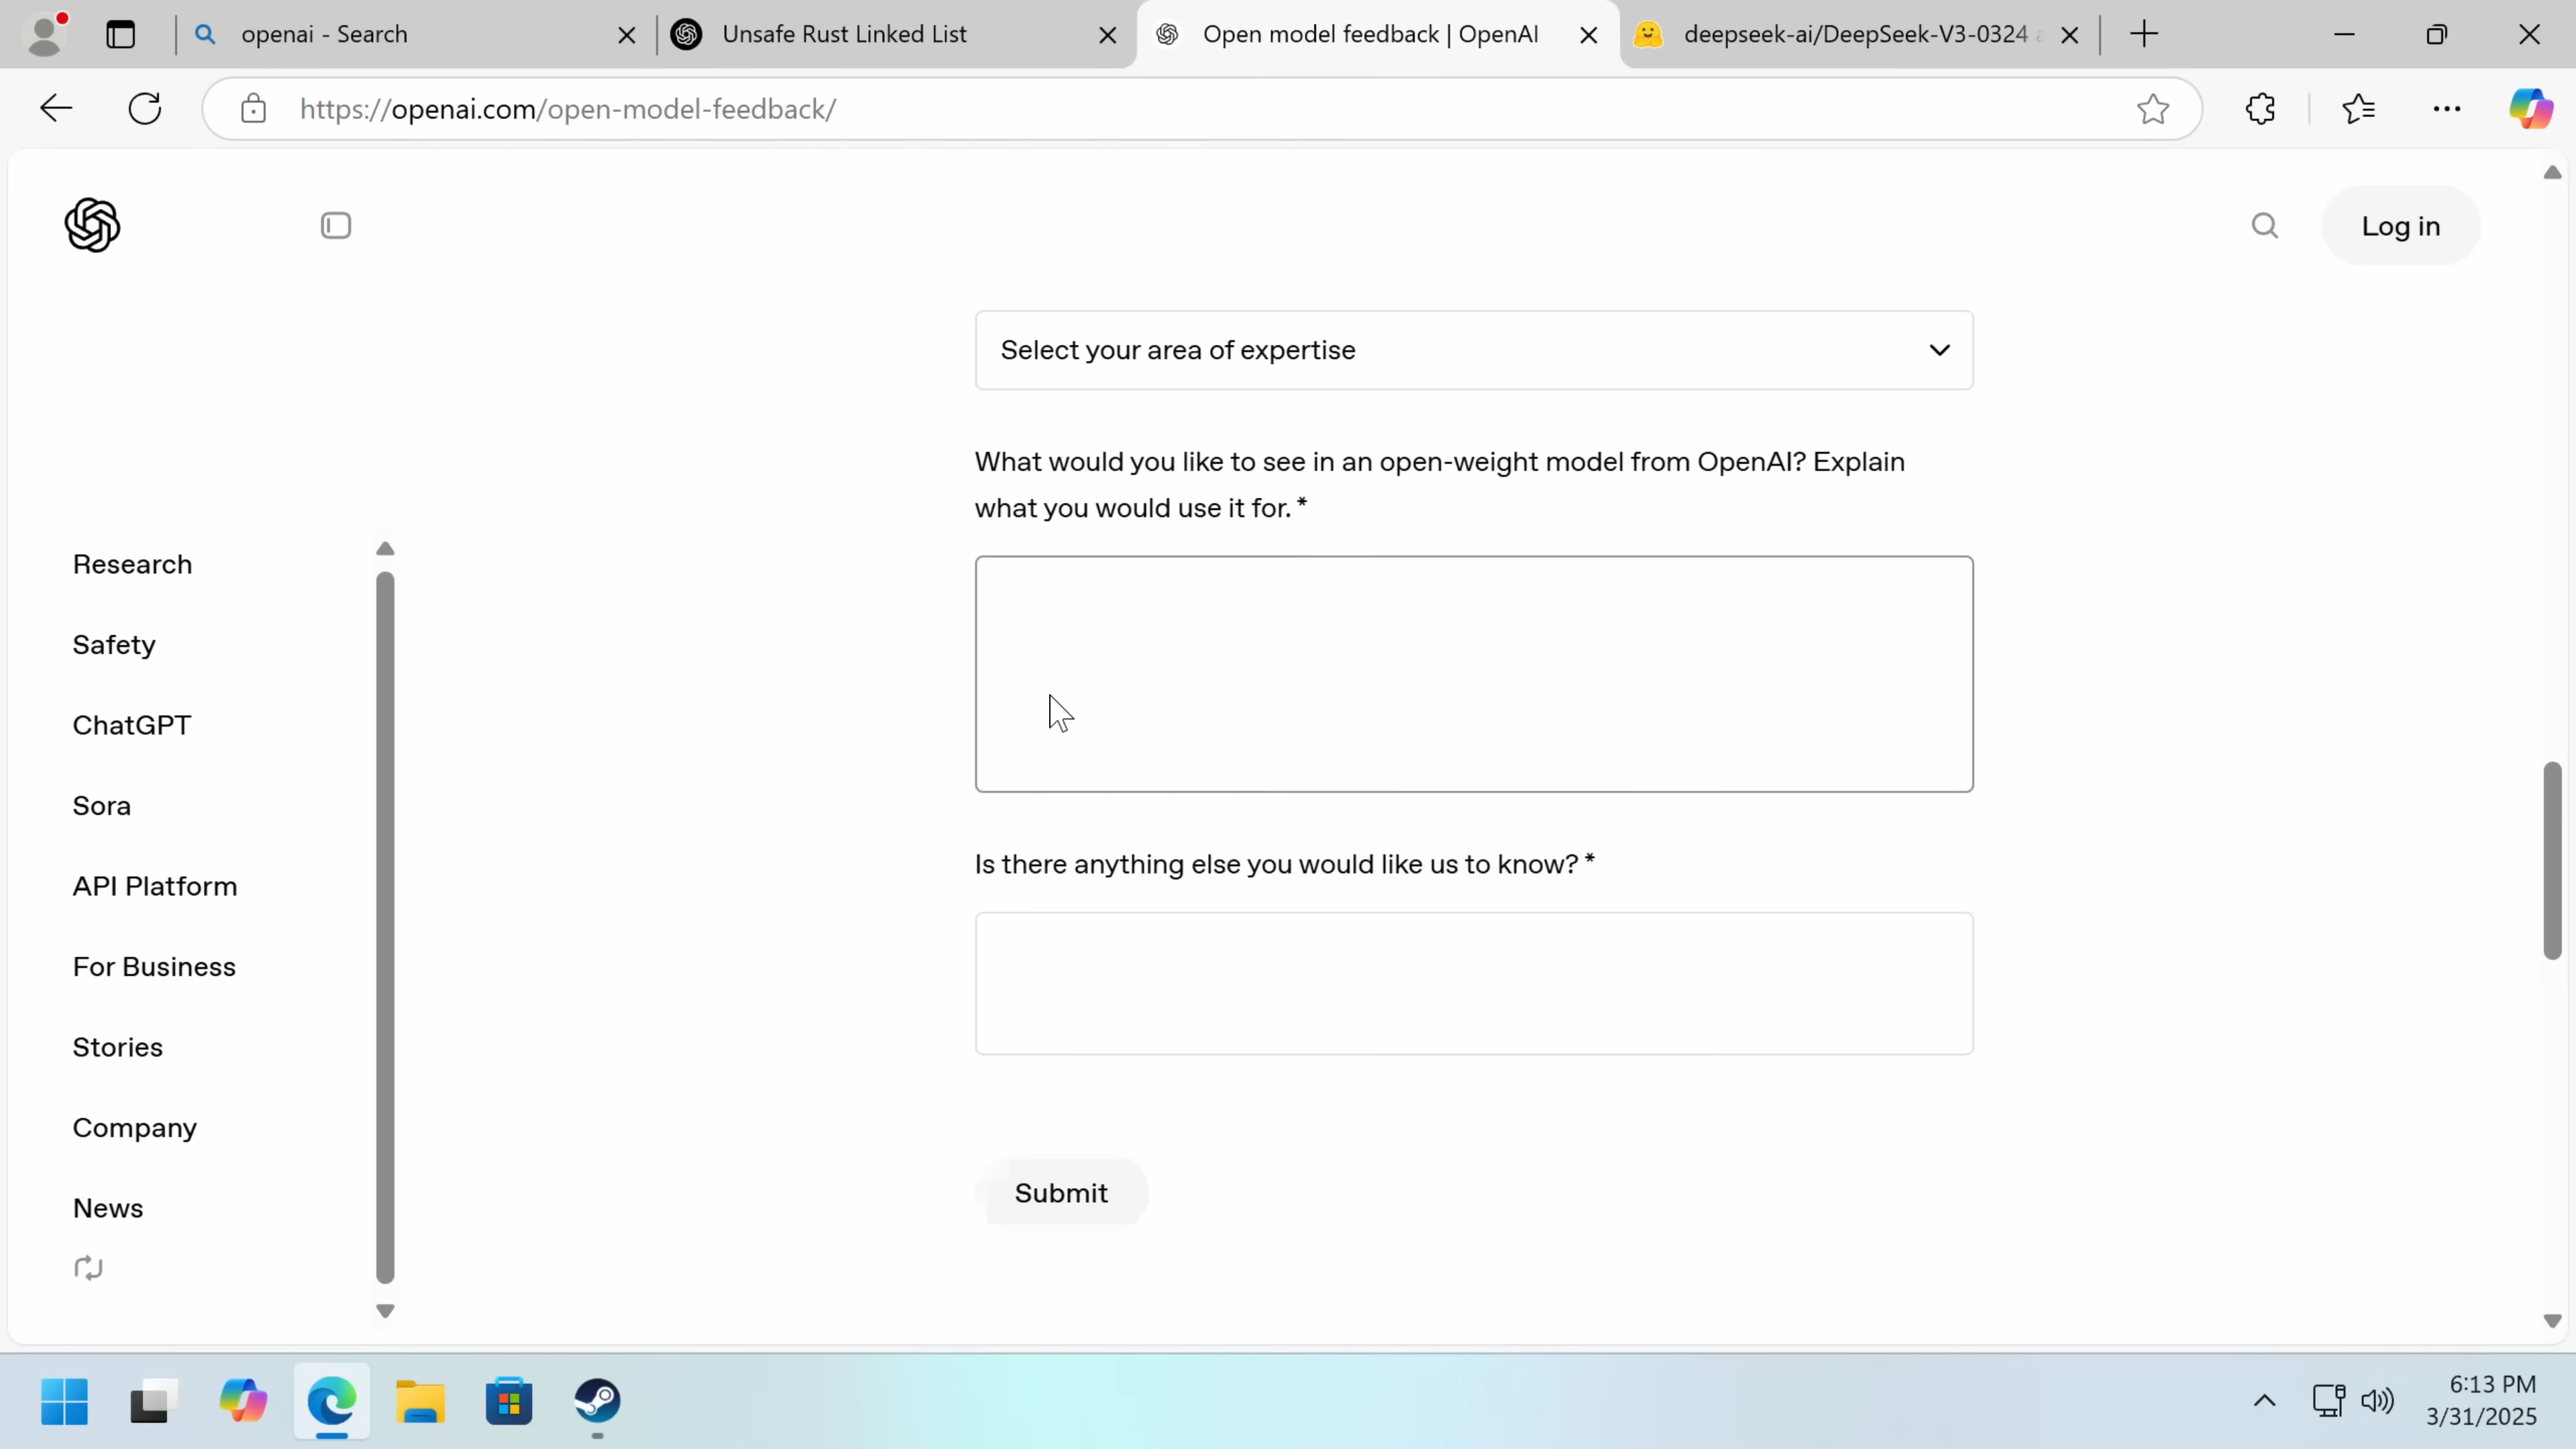 openai - Search
Unsafe Rust Linked List
Open model feedback | OpenAI
deepseek-ai/DeepSeek-V3-0324
https://openai.com/open-model-feedback/
Log in
Select your area of expertise
What would you like to see in an open-weight model from OpenAI? Explain
what you would use it for. *
Research
Safety
ChatGPT
Sora
API Platform
For Business
Stories
Company
News
Is there anything else you would like us to know? *
Submit
6:13 PM
3/31/2025